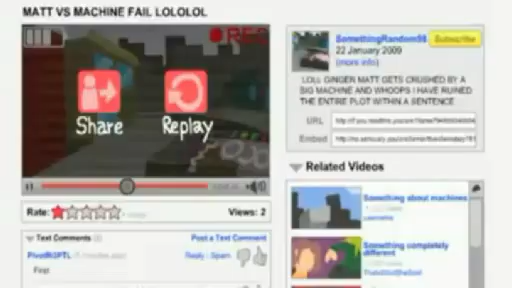 MATT VS MACHINE FAIL LOLOLOL
REC
Share
Replay
Rate:
Views: 2
Text Comments
Post a Text Comment
Reply
Spam
First
22 January 2009
(more info)
Subscribe
LOLs GINGER MATT GETS CRUSHED BY A
BIG MACHINE AND WHOOPS I HAVE RUINED
THE ENTIRE PLOT WITHIN A SENTENCE
URL
Embed
Related Videos
Something about machines
username
Something completely
different